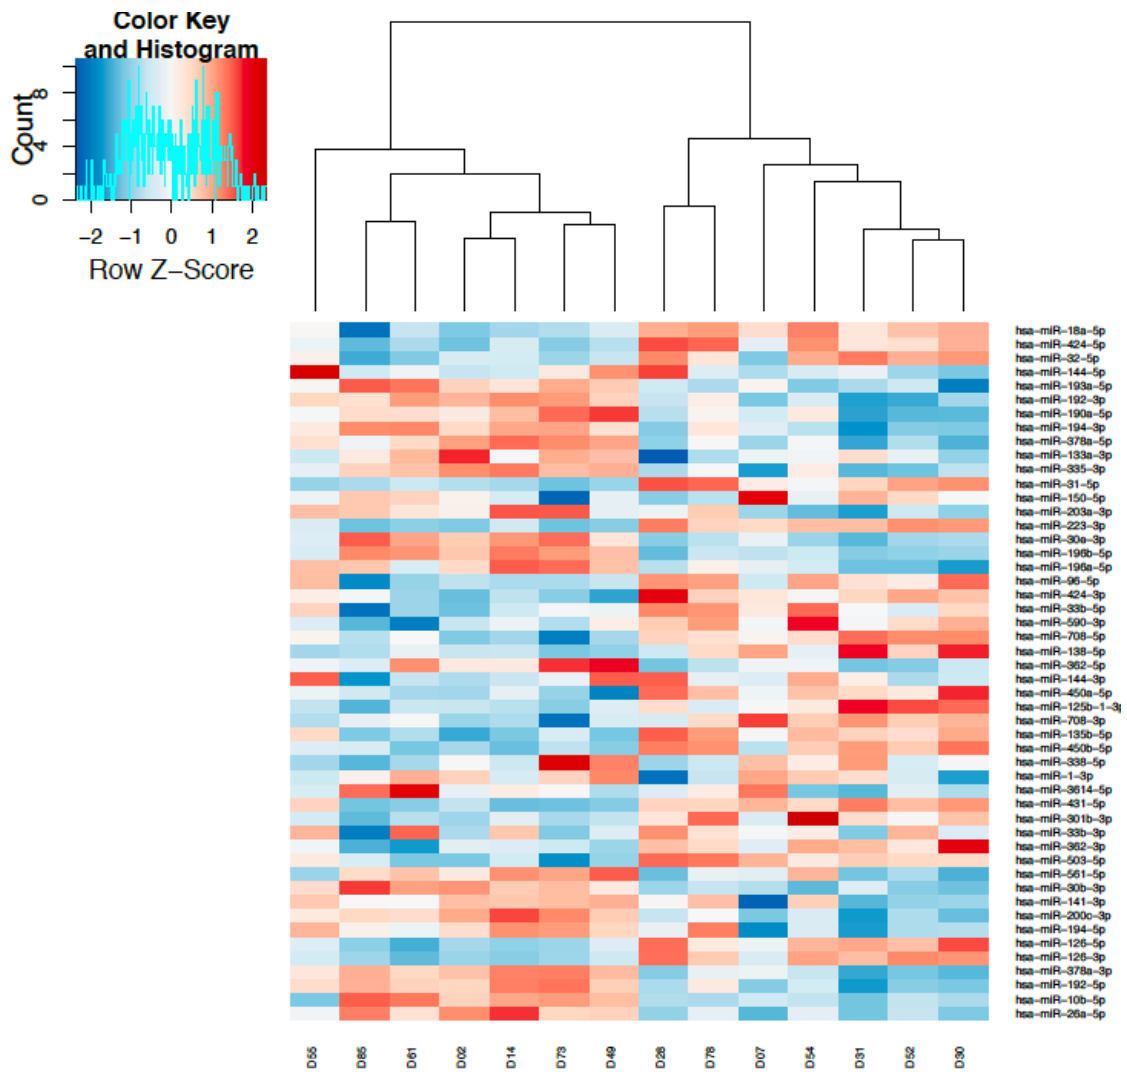 Color Key
and Histogram
Count
0 4 8
−2 −1 0 1 2
Row Z−Score
hsa−miR−18a−5p
hsa−miR−424−5p
hsa−miR−32−5p
hsa−miR−144−5p
hsa−miR−193a−5p
hsa−miR−192−3p
hsa−miR−190a−5p
hsa−miR−194−3p
hsa−miR−378a−5p
hsa−miR−133a−3p
hsa−miR−335−3p
hsa−miR−31−5p
hsa−miR−150−5p
hsa−miR−203a−3p
hsa−miR−223−3p
hsa−miR−30e−3p
hsa−miR−196b−5p
hsa−miR−196a−5p
hsa−miR−96−5p
hsa−miR−424−3p
hsa−miR−33b−5p
hsa−miR−590−3p
hsa−miR−708−5p
hsa−miR−138−5p
hsa−miR−362−5p
hsa−miR−144−3p
hsa−miR−450a−5p
hsa−miR−125b−1−3p
hsa−miR−708−3p
hsa−miR−135b−5p
hsa−miR−450b−5p
hsa−miR−338−5p
hsa−miR−1−3p
hsa−miR−3614−5p
hsa−miR−431−5p
hsa−miR−301b−3p
hsa−miR−33b−3p
hsa−miR−362−3p
hsa−miR−503−5p
hsa−miR−561−5p
hsa−miR−30b−3p
hsa−miR−141−3p
hsa−miR−200c−3p
hsa−miR−194−5p
hsa−miR−126−5p
hsa−miR−126−3p
hsa−miR−378a−3p
hsa−miR−192−5p
hsa−miR−10b−5p
hsa−miR−26a−5p
D55 D85 D61 D02 D14 D73 D49 D28 D78 D07 D54 D31 D52 D30